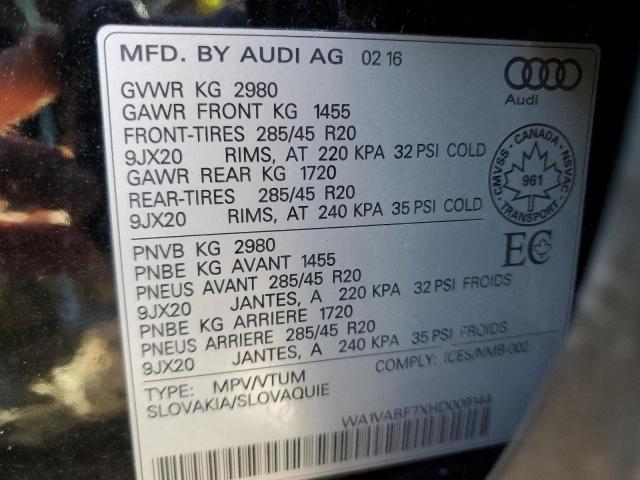 MFD. BY AUDI AG 02 16
Audi
GVWR KG 2980
GAWR FRONT KG 1455
FRONT-TIRES 285/45 R20
9JX20 RIMS, AT 220 KPA 32 PSI COLD
GAWR REAR KG 1720
REAR-TIRES 285/45 R20
9JX20 RIMS, AT 240 KPA 35 PSI COLD
CMVSS • CANADA • NSVAC
961
TRANSPORT
PNVB KG 2980
PNBE KG AVANT 1455
PNEUS AVANT 285/45 R20
9JX20 JANTES, A 220 KPA 32 PSI FROIDS
PNBE KG ARRIERE 1720
PNEUS ARRIERE 285/45 R20
9JX20 JANTES, A 240 KPA 35 PSI FROIDS
EC
COMPLY: ICES/NMB-002
TYPE: MPV/VTUM
SLOVAKIA/SLOVAQUIE
WA1VABF7XHD009144